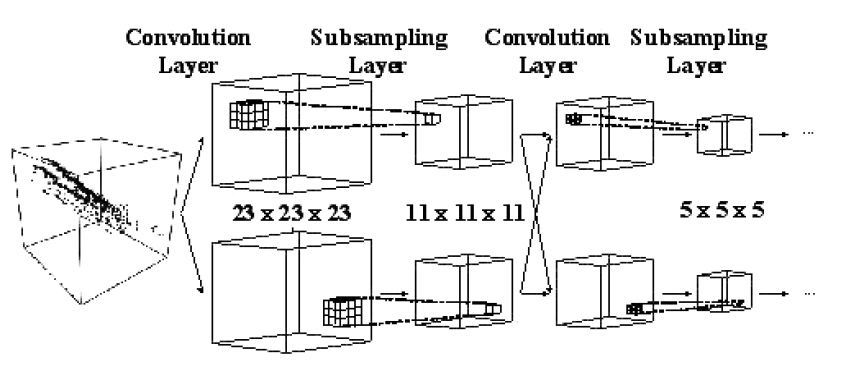 Convolution Layer
Subsampling Layer
Convolution Layer
Subsampling Layer
...
23 x 23 x 23
11 x 11 x 11
5 x 5 x 5
...